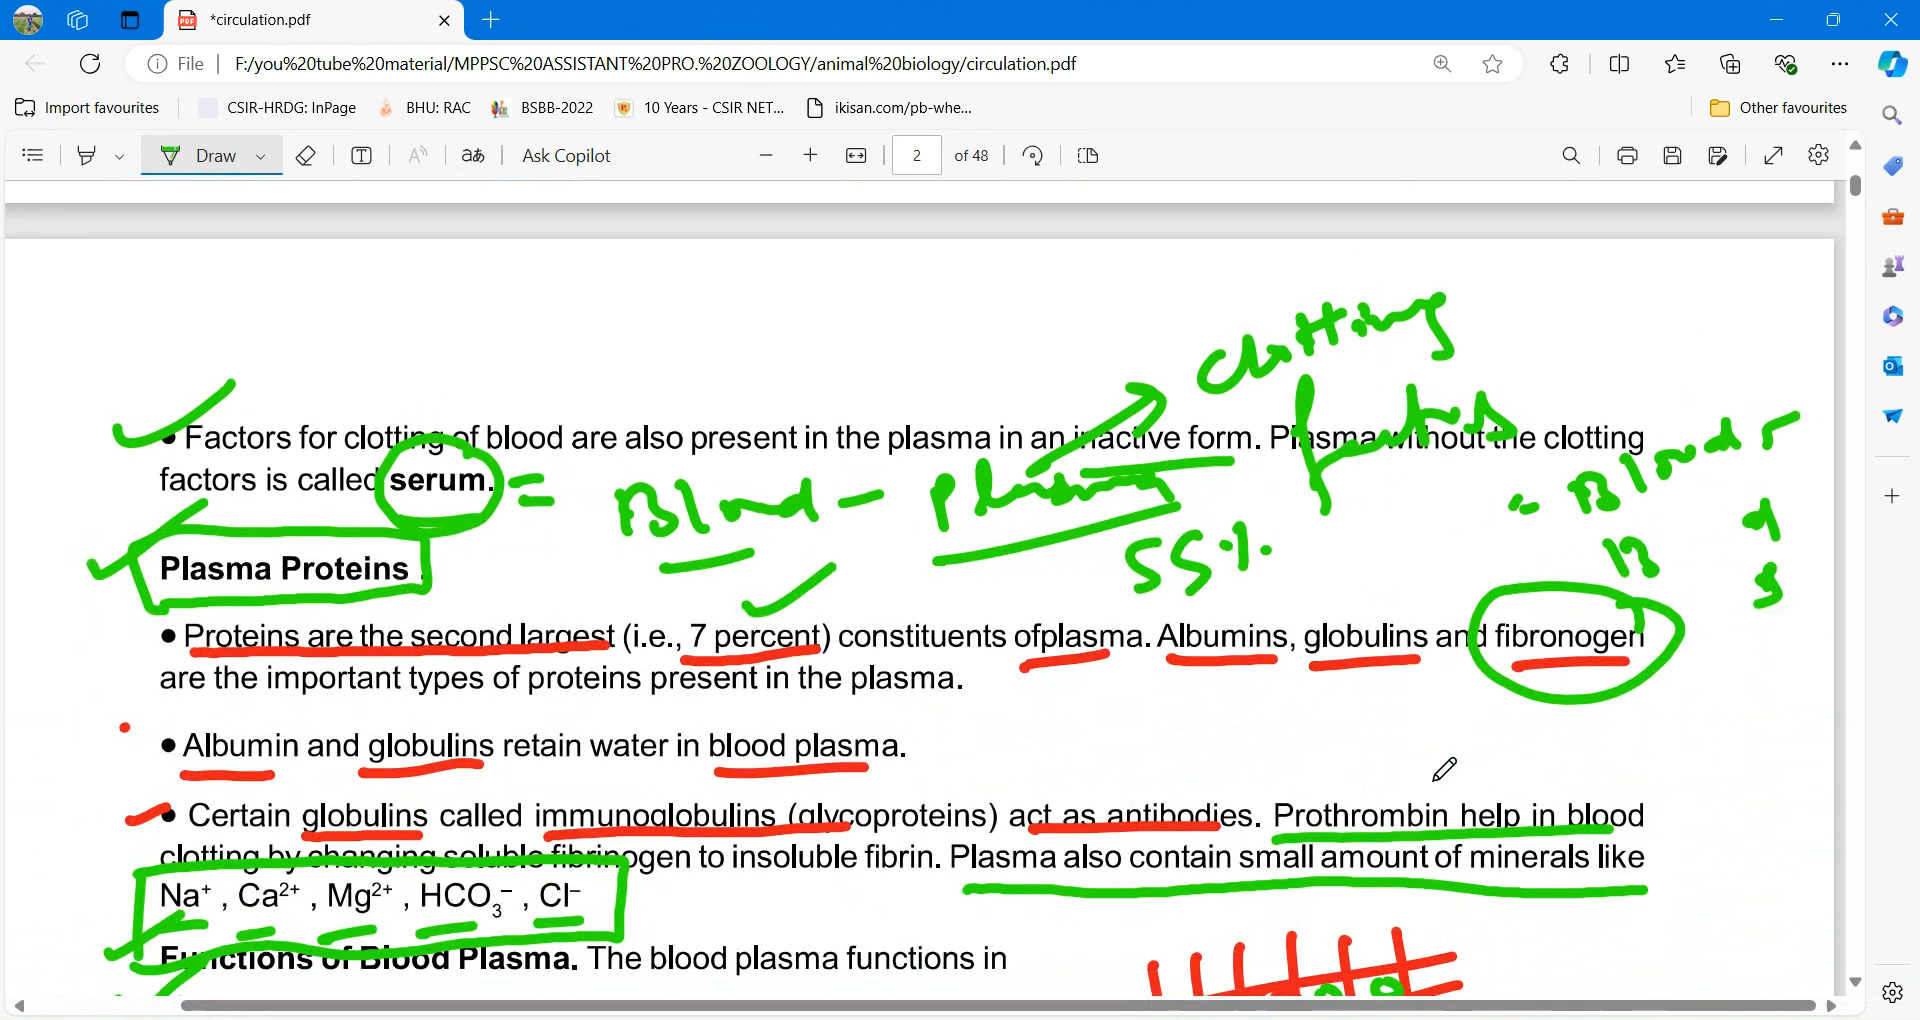 *circulation.pdf
File F:/you%20tube%20material/MPPSC%20ASSISTANT%20PRO.%20ZOOLOGY/animal%20biology/circulation.pdf
Import favourites CSIR-HRDG: InPage BHU: RAC BSBB-2022 10 Years - CSIR NET... ikisan.com/pb-whe... Other favourites
Draw aあ Ask Copilot 2 of 48
Clotting
factors
• Factors for clotting of blood are also present in the plasma in an inactive form. Plasma without the clotting
factors is called serum.
= Blood - Plasma
55%
= Blood
Plasma Proteins
• Proteins are the second largest (i.e., 7 percent) constituents ofplasma. Albumins, globulins and fibronogen
are the important types of proteins present in the plasma.
• Albumin and globulins retain water in blood plasma.
• Certain globulins called immunoglobulins (glycoproteins) act as antibodies. Prothrombin help in blood
clotting by changing soluble fibrinogen to insoluble fibrin. Plasma also contain small amount of minerals like
Na⁺ , Ca²⁺ , Mg²⁺ , HCO₃⁻ , Cl⁻
Functions of Blood Plasma. The blood plasma functions in